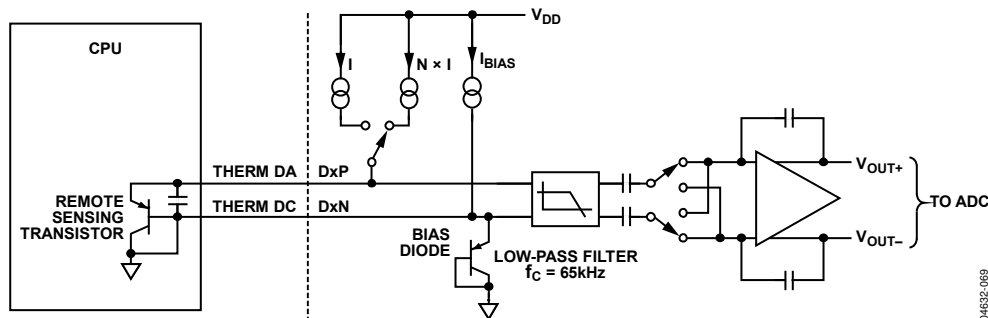 V_DD
CPU
I
N × I
I_BIAS
THERM DA
DxP
V_OUT+
REMOTE
SENSING
TRANSISTOR
THERM DC
DxN
TO ADC
BIAS
DIODE
LOW-PASS FILTER
f_C = 65kHz
V_OUT–
04632-069